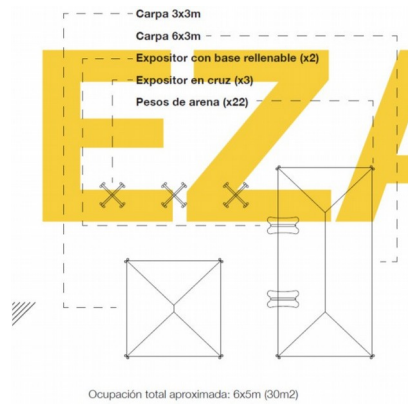 Carpa 3x3m
Carpa 6x3m
Expositor con base rellenable (x2)
Expositor en cruz (x3)
Pesos de arena (x22)
EZA
Ocupación total aproximada: 6x5m (30m2)